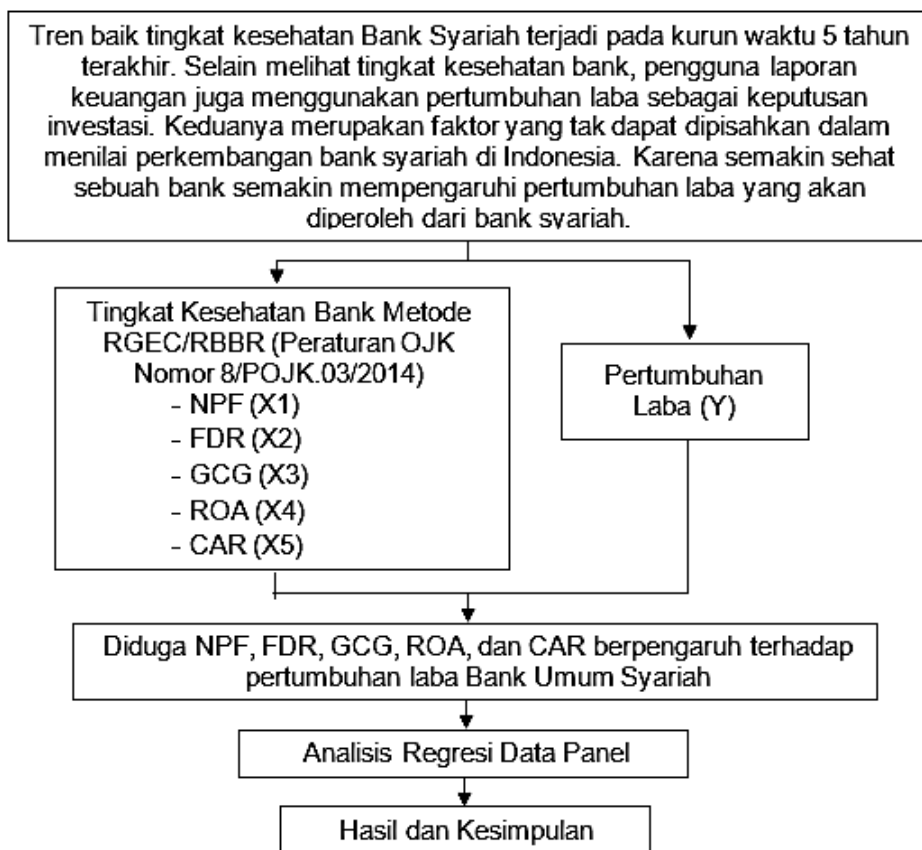 Tren baik tingkat kesehatan Bank Syariah terjadi pada kurun waktu 5 tahun
terakhir. Selain melihat tingkat kesehatan bank, pengguna laporan
keuangan juga menggunakan pertumbuhan laba sebagai keputusan
investasi. Keduanya merupakan faktor yang tak dapat dipisahkan dalam
menilai perkembangan bank syariah di Indonesia. Karena semakin sehat
sebuah bank semakin mempengaruhi pertumbuhan laba yang akan
diperoleh dari bank syariah.
Tingkat Kesehatan Bank Metode
RGEC/RBBR (Peraturan OJK
Nomor 8/POJK.03/2014)
- NPF (X1)
- FDR (X2)
- GCG (X3)
- ROA (X4)
- CAR (X5)
Pertumbuhan
Laba (Y)
Diduga NPF, FDR, GCG, ROA, dan CAR berpengaruh terhadap
pertumbuhan laba Bank Umum Syariah
Analisis Regresi Data Panel
Hasil dan Kesimpulan